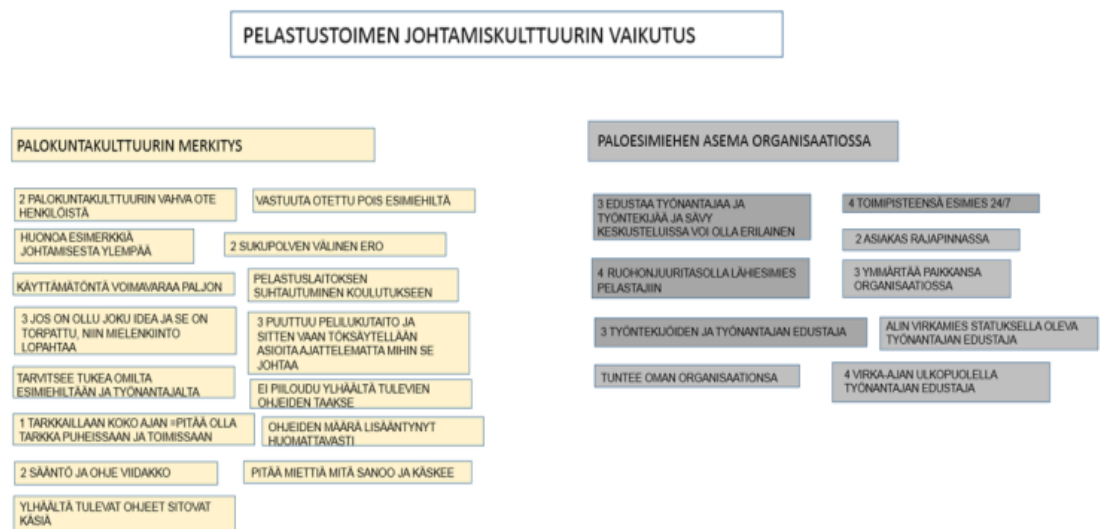 PELASTUSTOIMEN JOHTAMISKULTTUURIN VAIKUTUS
PALOKUNTAKULTTUURIN MERKITYS
2 PALOKUNTAKULTTUURIN VAHVA OTE
HENKILÖISTÄ
VASTUUTA OTETTU POIS ESIMIEHILTÄ
HUONOA ESIMERKKIÄ
JOHTAMISESTA YLEMPÄÄ
2 SUKUPOLVEN VÄLINEN ERO
KÄYTTÄMÄTÖNTÄ VOIMAVARAA PALJON
PELASTUSLAITOKSEN
SUHTAUTUMINEN KOULUTUKSEEN
3 JOS ON OLLU JOKU IDEA JA SE ON
TORPATTU, NIIN MIELENKIINTO
LOPAHTAA
3 PUUTTUU PELILUKUTAITO JA
SITTEN VAAN TÖKSÄYTELLÄÄN
ASIOITA AJATTELEMATTA MIHIN SE
JOHTAA
TARVITSEE TUKEA OMILTA
ESIMIEHILTÄÄN JA TYÖNANTAJALTA
EI PIILOUDU YLHÄÄLTÄ TULEVIEN
OHJEIDEN TAAKSE
1 TARKKAILLAAN KOKO AJAN =PITÄÄ OLLA
TARKKA PUHEISSAAN JA TOIMISSAAN
OHJEIDEN MÄÄRÄ LISÄÄNTYNYT
HUOMATTAVASTI
2 SÄÄNTÖ JA OHJE VIIDAKKO
PITÄÄ MIETTIÄ MITÄ SANOO JA KÄSKEE
YLHÄÄLTÄ TULEVAT OHJEET SITOVAT
KÄSIÄ
PALOESIMIEHEN ASEMA ORGANISAATIOSSA
3 EDUSTAA TYÖNANTAJAA JA
TYÖNTEKIJÄÄ JA SÄVY
KESKUSTELUISSA VOI OLLA ERILAINEN
4 TOIMIPISTEENSÄ ESIMIES 24/7
2 ASIAKAS RAJAPINNASSA
4 RUOHONJUURITASOLLA LÄHIESIMIES
PELASTAJIIN
3 YMMÄRTÄÄ PAIKKANSA
ORGANISAATIOSSA
3 TYÖNTEKIJÖIDEN JA TYÖNANTAJAN EDUSTAJA
ALIN VIRKAMIES STATUKSELLA OLEVA
TYÖNANTAJAN EDUSTAJA
TUNTEE OMAN ORGANISAATIONSA
4 VIRKA-AJAN ULKOPUOLELLA
TYÖNANTAJAN EDUSTAJA